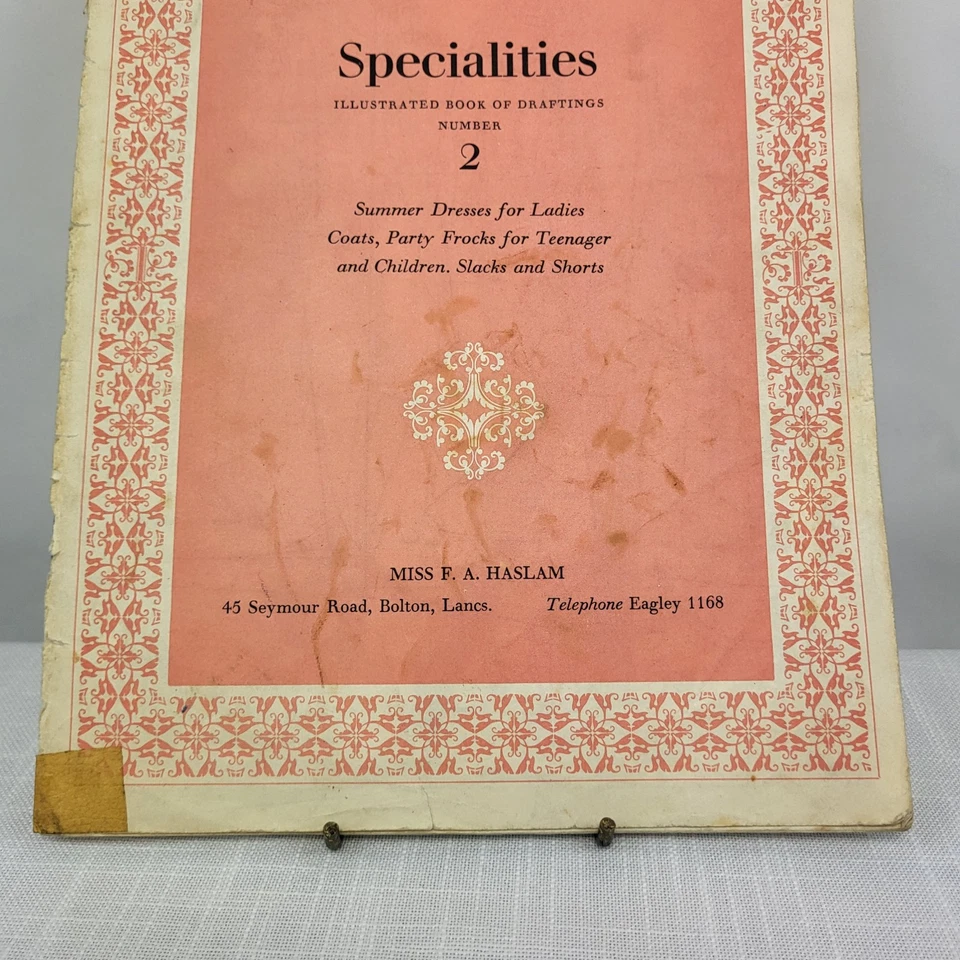 Specialities
ILLUSTRATED BOOK OF DRAFTINGS
NUMBER
2
Summer Dresses for Ladies
Coats, Party Frocks for Teenager
and Children. Slacks and Shorts
MISS F. A. HASLAM
45 Seymour Road, Bolton, Lancs. Telephone Eagley 1168